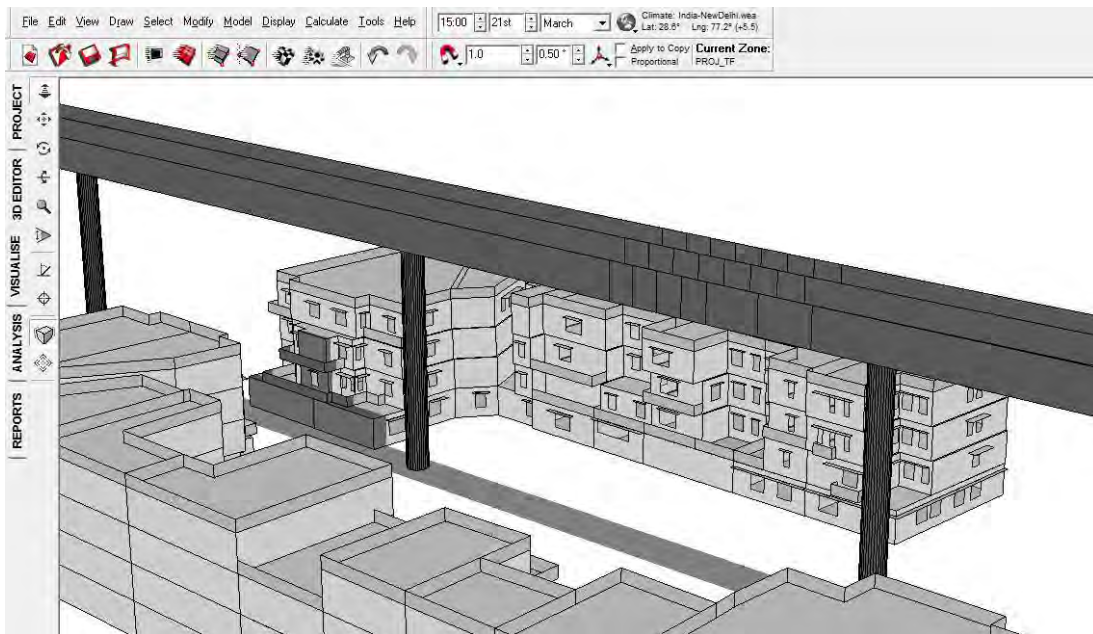 File Edit View Draw Select Modify Model Display Calculate Tools Help
15:00 21st March
Climate: India-NewDelhi.wea
Lat: 28.6° Lng: 77.2° (+5.5)
1.0 0.50 °
Apply to Copy
Proportional
Current Zone:
PROJ_TF
PROJECT
3D EDITOR
VISUALISE
ANALYSIS
REPORTS